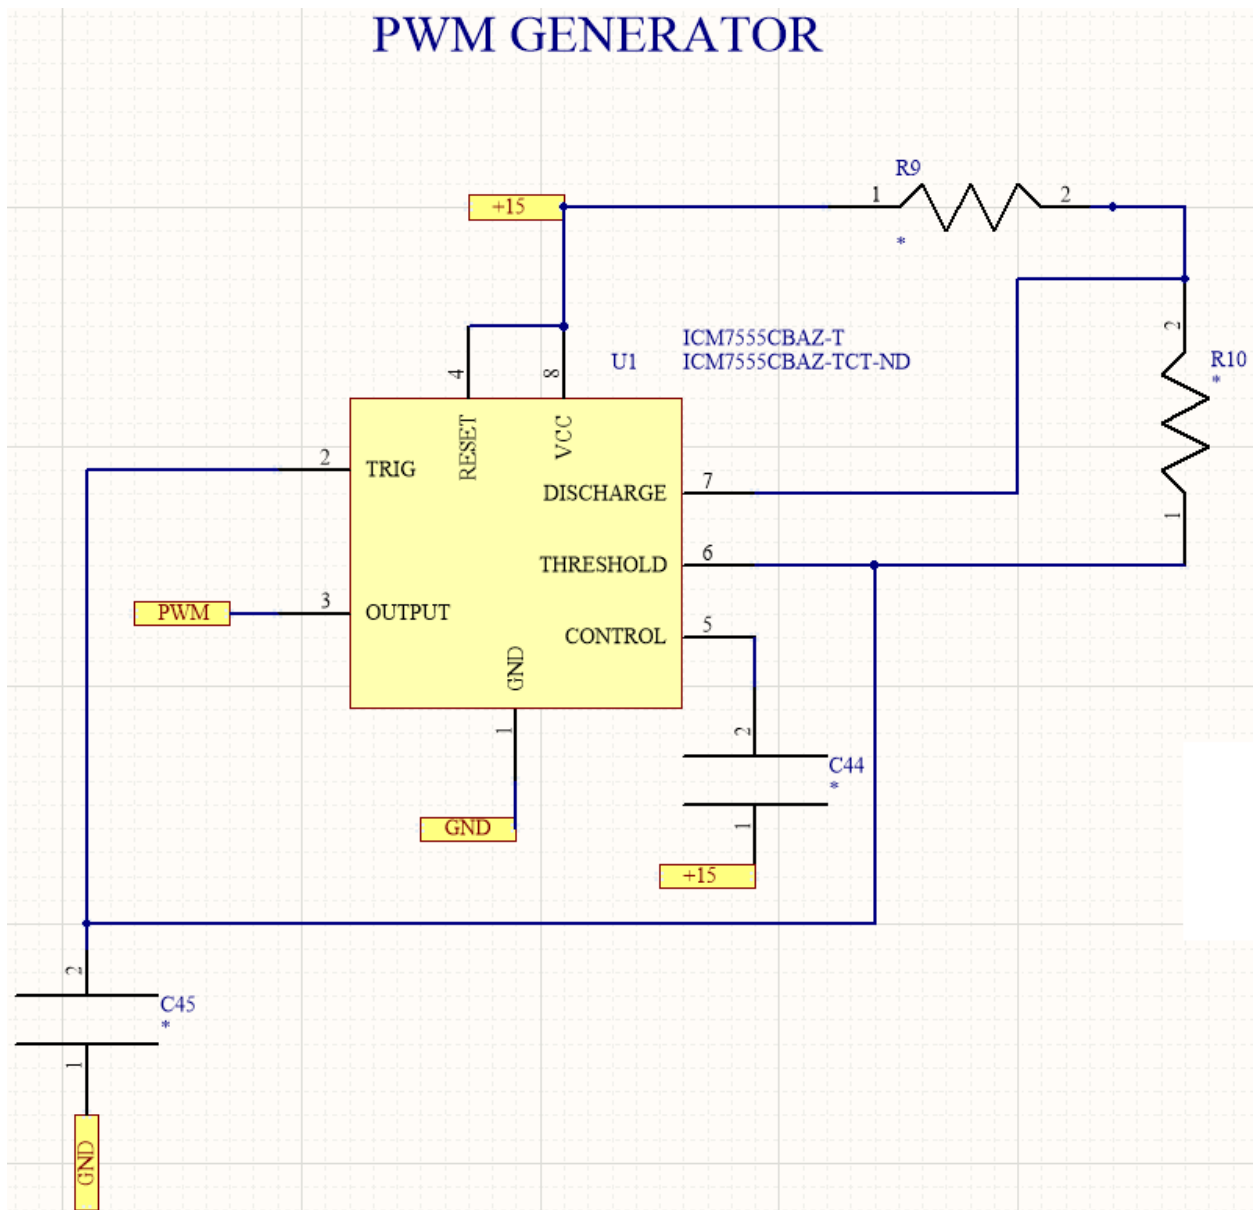 PWM GENERATOR
R9
1
2
*
+15
ICM7555CBAZ-T
U1
ICM7555CBAZ-TCT-ND
2
R10
*
1
4
8
RESET
VCC
2
TRIG
7
DISCHARGE
6
THRESHOLD
PWM
3
OUTPUT
5
CONTROL
GND
1
GND
2
C44
*
1
+15
2
C45
*
1
GND